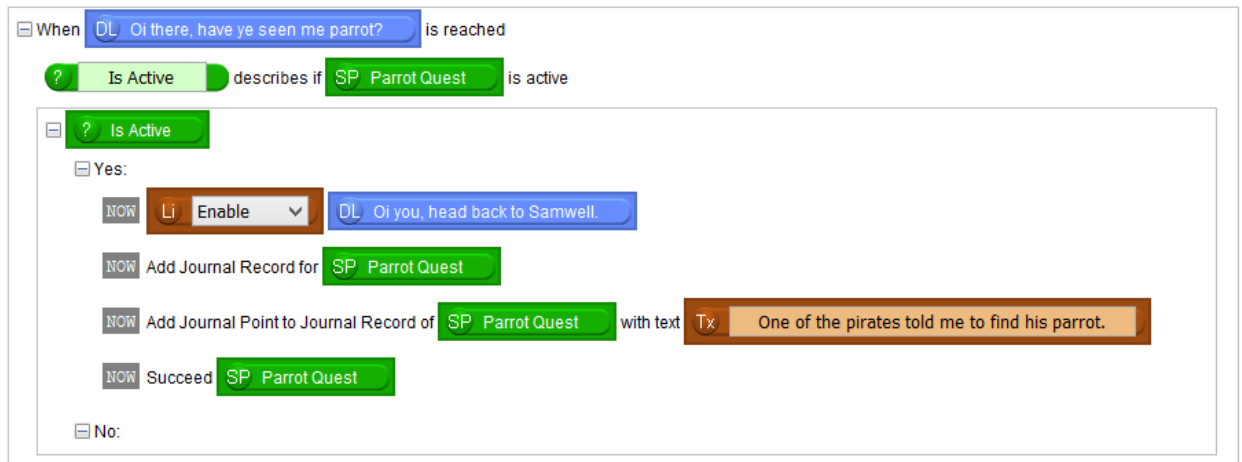 When DL Oi there, have ye seen me parrot? is reached
? Is Active describes if SP Parrot Quest is active
? Is Active
Yes:
NOW Li Enable DL Oi you, head back to Samwell.
NOW Add Journal Record for SP Parrot Quest
NOW Add Journal Point to Journal Record of SP Parrot Quest with text Tx One of the pirates told me to find his parrot.
NOW Succeed SP Parrot Quest
No: